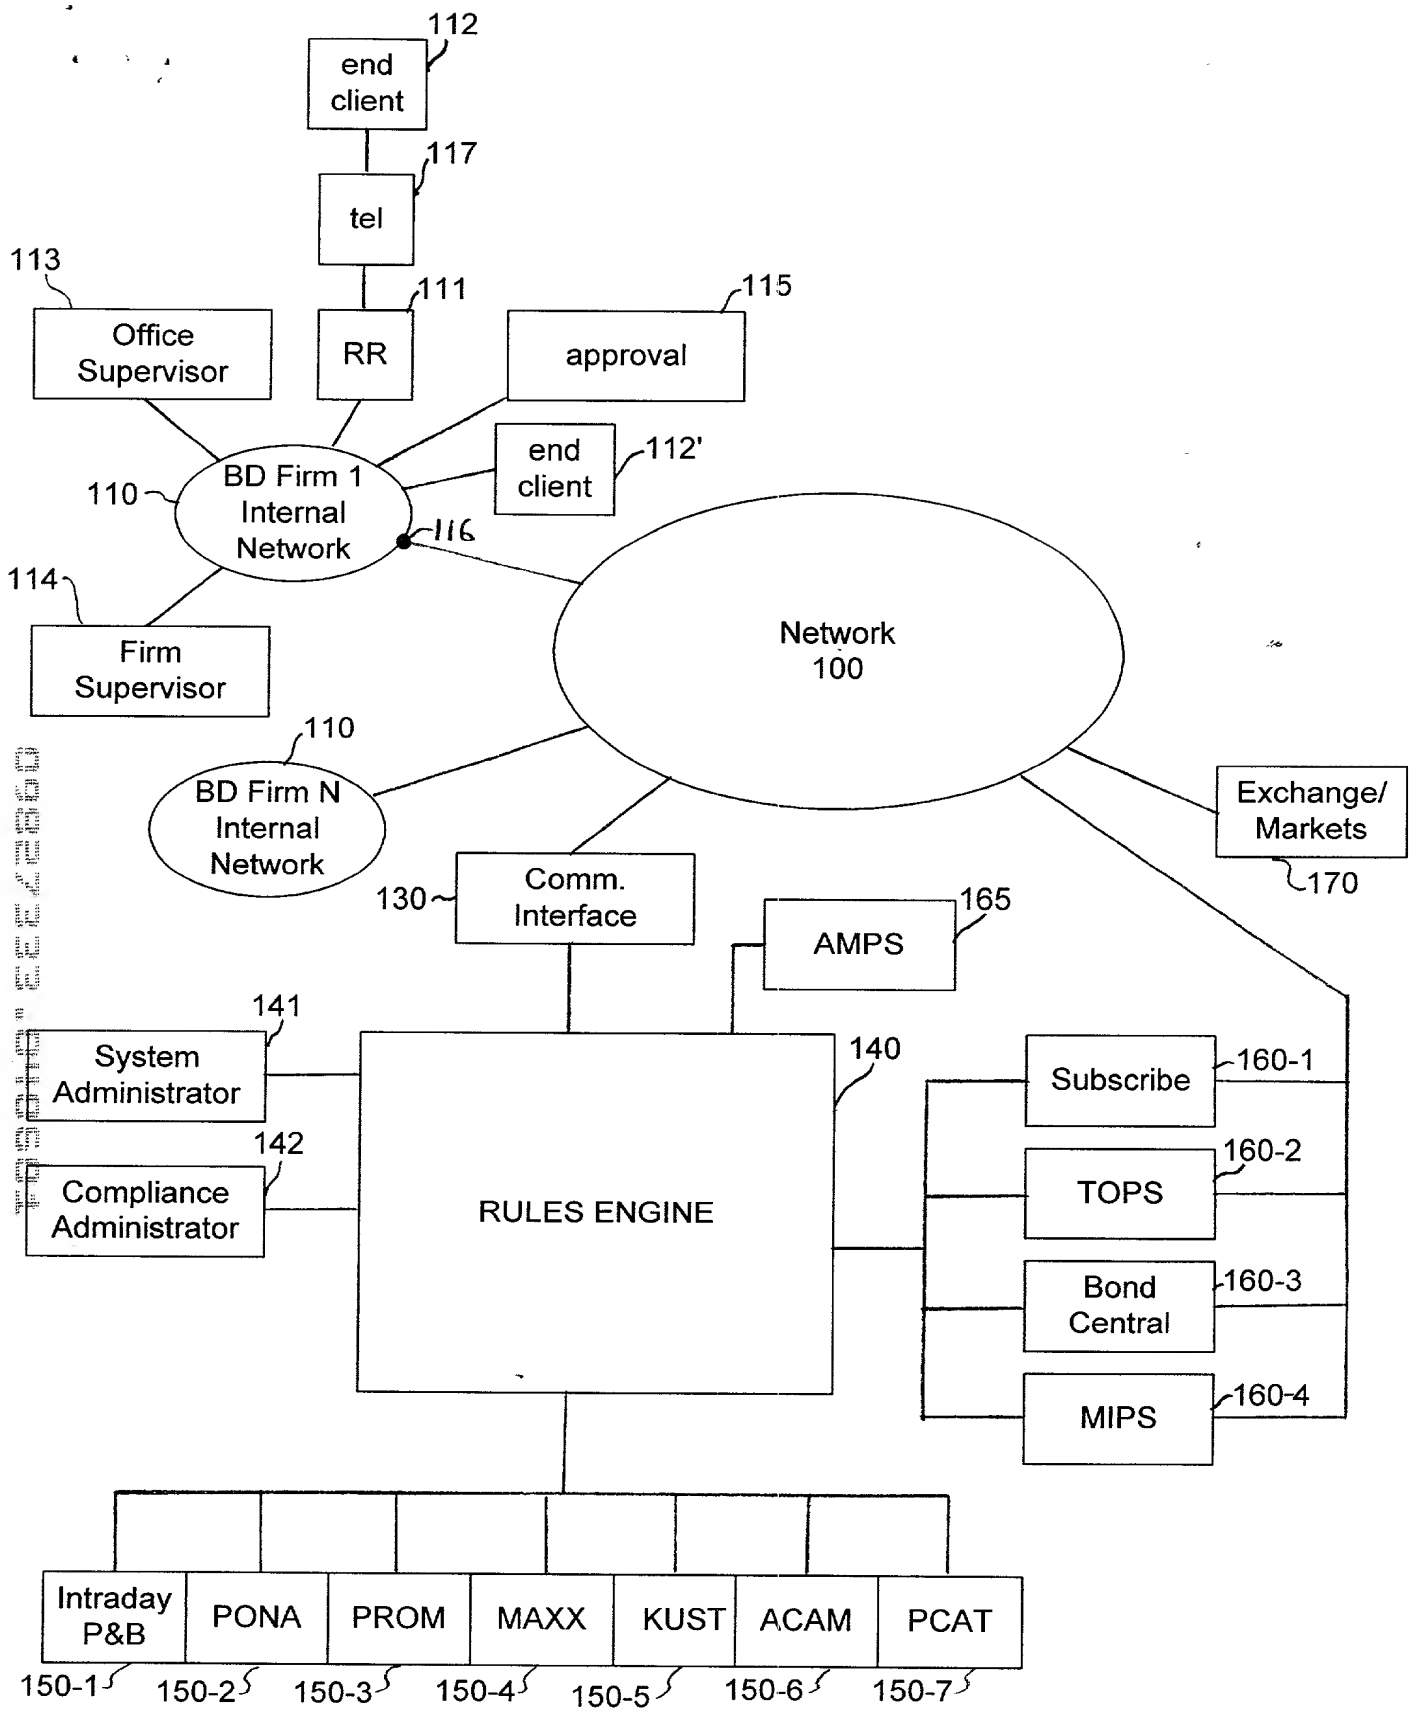 112
end
client
117
tel
113
111
115
Office
Supervisor
RR
approval
end
client
112'
110
BD Firm 1
Internal
Network
116
114
Firm
Supervisor
Network
100
110
BD Firm N
Internal
Network
Exchange/
Markets
170
130
Comm.
Interface
165
AMPS
141
System
Administrator
140
142
Compliance
Administrator
RULES ENGINE
Subscribe
160-1
TOPS
160-2
Bond
Central
160-3
MIPS
160-4
Intraday
P&B
PONA
PROM
MAXX
KUST
ACAM
PCAT
150-1
150-2
150-3
150-4
150-5
150-6
150-7